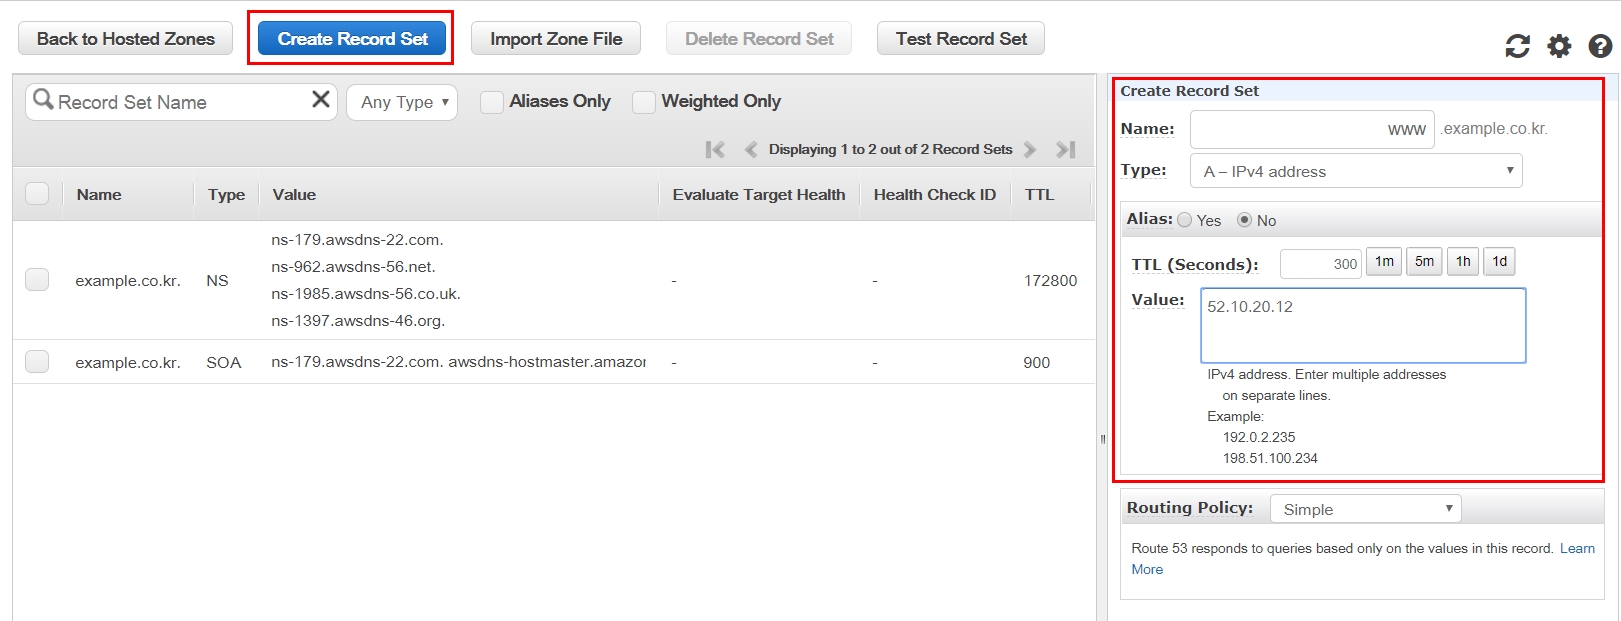 Back to Hosted Zones Create Record Set Import Zone File Delete Record Set Test Record Set
Record Set Name Any Type Aliases Only Weighted Only
Displaying 1 to 2 out of 2 Record Sets
Name Type Value Evaluate Target Health Health Check ID TTL
example.co.kr. NS ns-179.awsdns-22.com. - - 172800
ns-962.awsdns-56.net.
ns-1985.awsdns-56.co.uk.
ns-1397.awsdns-46.org.
example.co.kr. SOA ns-179.awsdns-22.com. awsdns-hostmaster.amazor - - 900
Create Record Set
Name: www .example.co.kr.
Type: A – IPv4 address
Alias: Yes No
TTL (Seconds): 300 1m 5m 1h 1d
Value: 52.10.20.12
IPv4 address. Enter multiple addresses
on separate lines.
Example:
192.0.2.235
198.51.100.234
Routing Policy: Simple
Route 53 responds to queries based only on the values in this record. Learn
More